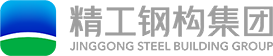 精工钢构集团
JINGGONG STEEL BUILDING GROUP